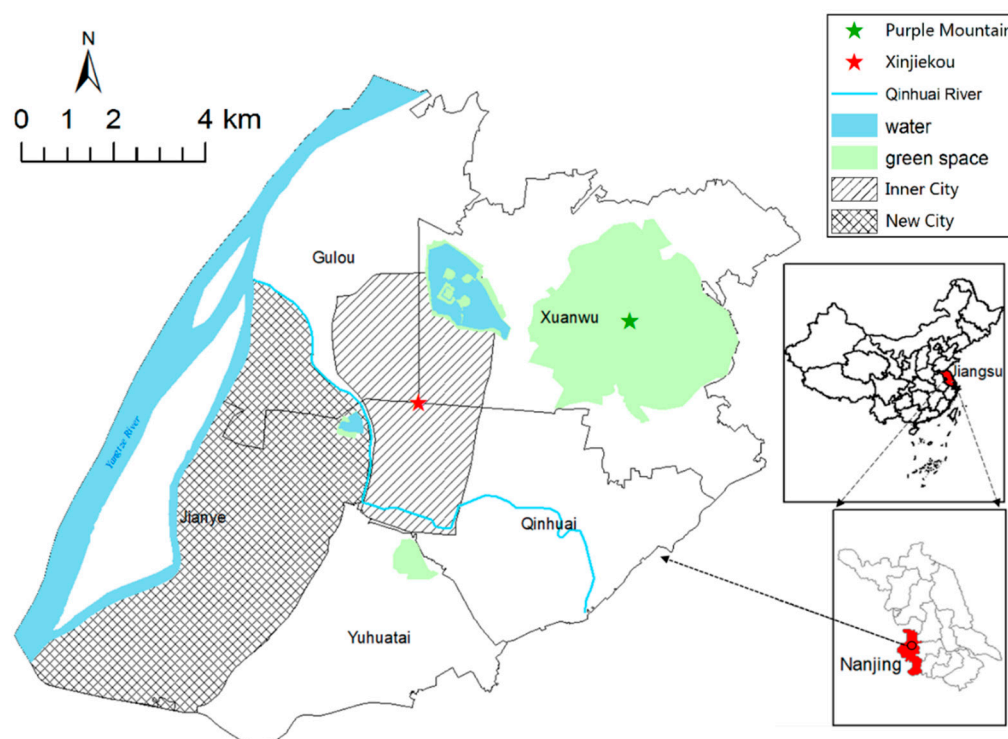 N
0 1 2 4 km
Purple Mountain
Xinjiekou
Qinhuai River
water
green space
Inner City
New City
Gulou
Xuanwu
Jiangsu
Yangtze River
Jianye
Qinhuai
Yuhuatai
Nanjing